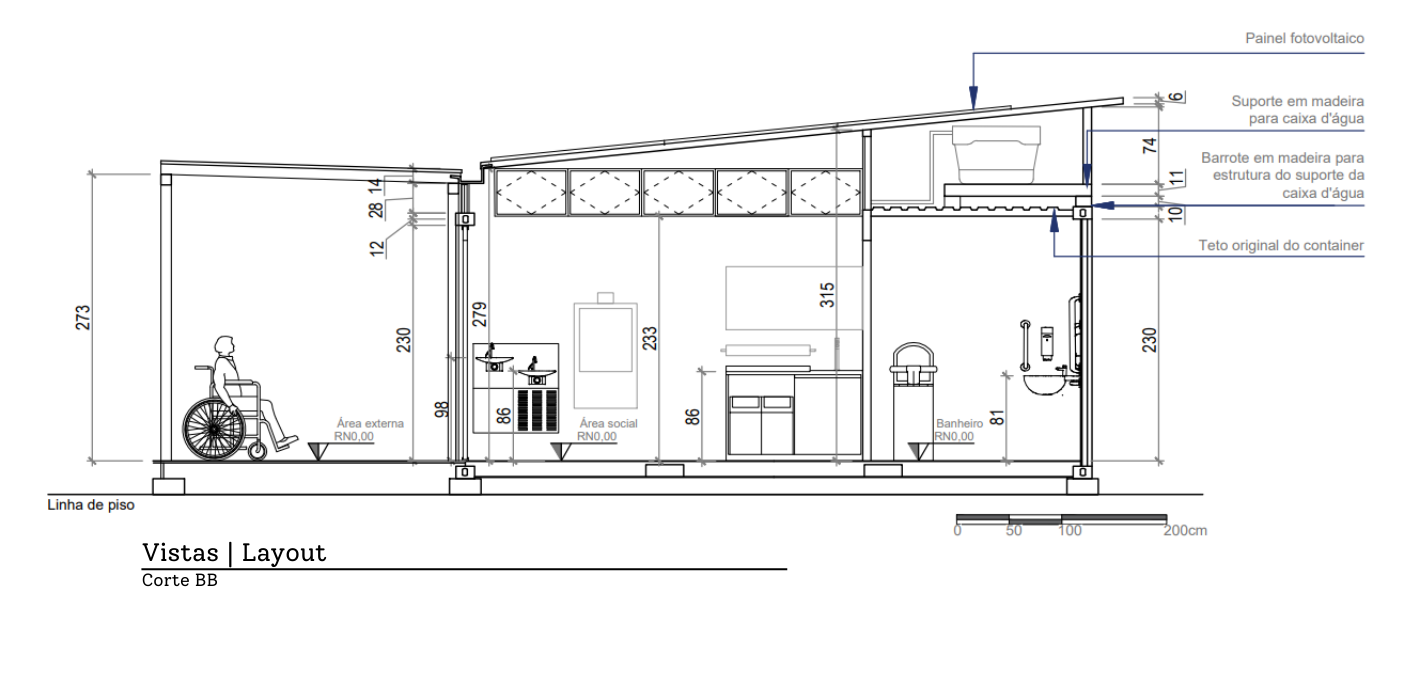 Painel fotovoltaico
6
Suporte em madeira
para caixa d'água
74
Barrote em madeira para
estrutura do suporte da
caixa d'água
11
10
Teto original do container
14
28
12
273
230
279
98
86
233
86
315
81
230
Área externa
RN0,00
Área social
RN0,00
Banheiro
RN0,00
Linha de piso
0 50 100 200cm
Vistas | Layout
Corte BB